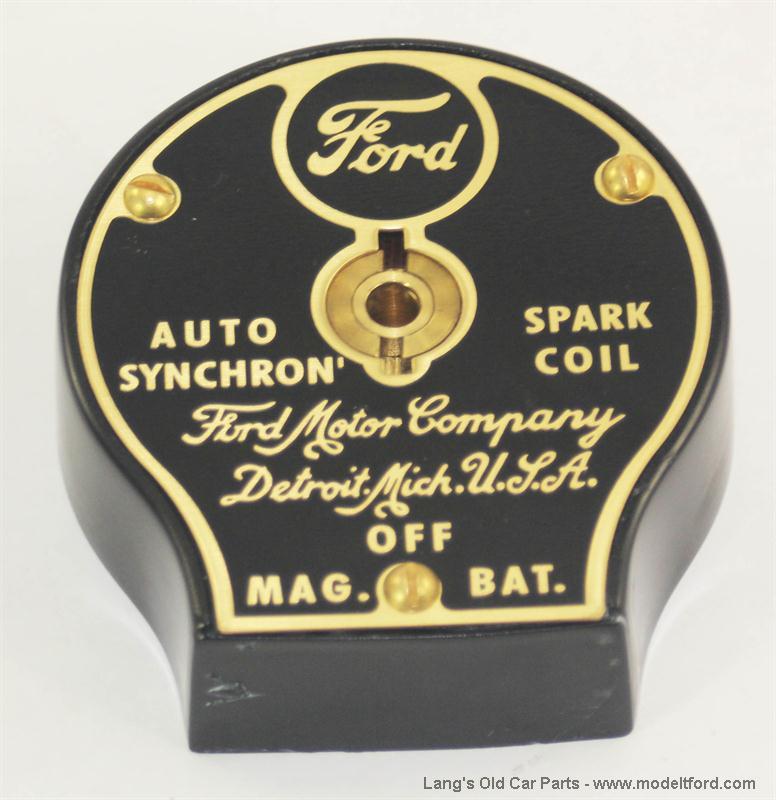 Ford
AUTO
SYNCHRON'
SPARK
COIL
Ford Motor Company
Detroit. Mich. U.S.A.
OFF
MAG.
BAT.
Lang's Old Car Parts - www.modeltford.com